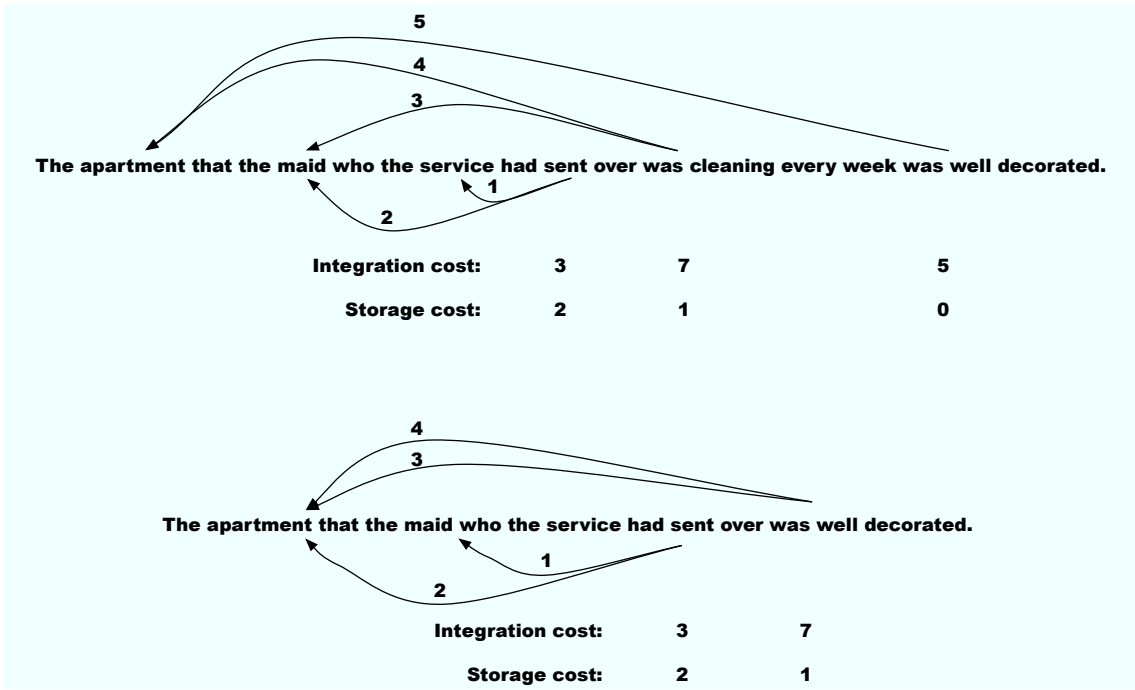 5
4
3
The apartment that the maid who the service had sent over was cleaning every week was well decorated.
1
2
Integration cost: 3 7 5
Storage cost: 2 1 0
4
3
The apartment that the maid who the service had sent over was well decorated.
1
2
Integration cost: 3 7
Storage cost: 2 1